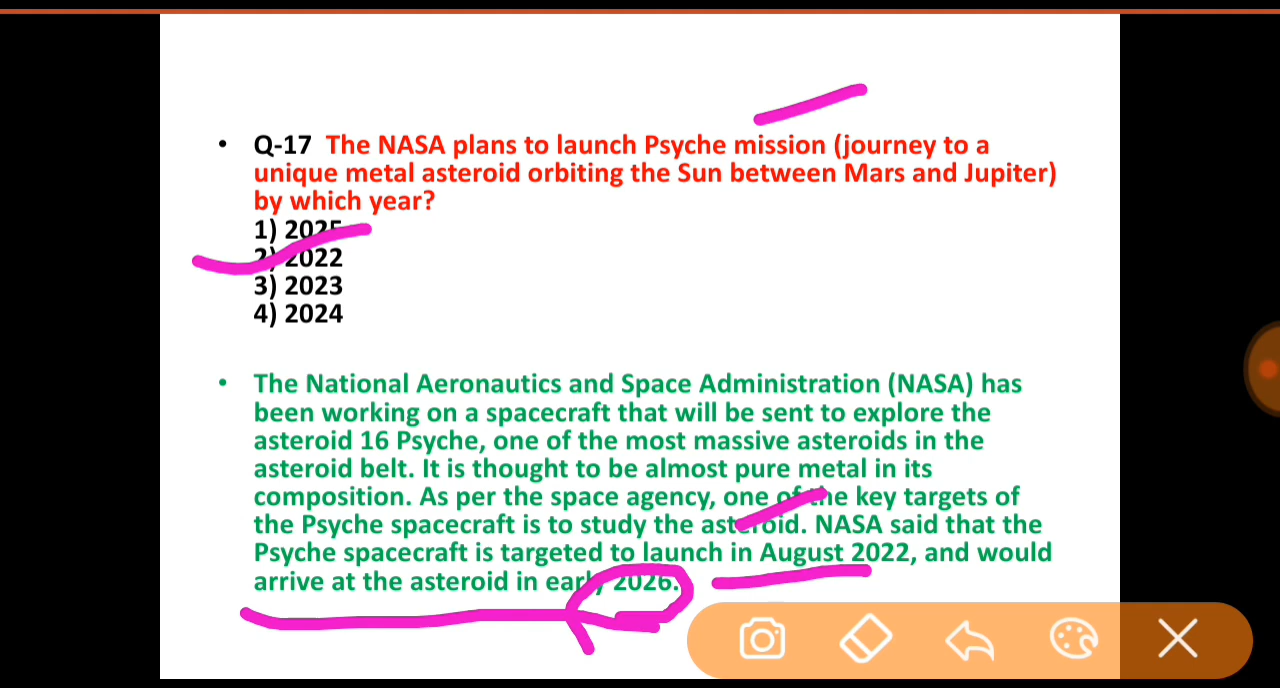 • Q-17 The NASA plans to launch Psyche mission (journey to a
unique metal asteroid orbiting the Sun between Mars and Jupiter)
by which year?
1) 2025
2) 2022
3) 2023
4) 2024
• The National Aeronautics and Space Administration (NASA) has
been working on a spacecraft that will be sent to explore the
asteroid 16 Psyche, one of the most massive asteroids in the
asteroid belt. It is thought to be almost pure metal in its
composition. As per the space agency, one of the key targets of
the Psyche spacecraft is to study the asteroid. NASA said that the
Psyche spacecraft is targeted to launch in August 2022, and would
arrive at the asteroid in early 2026.